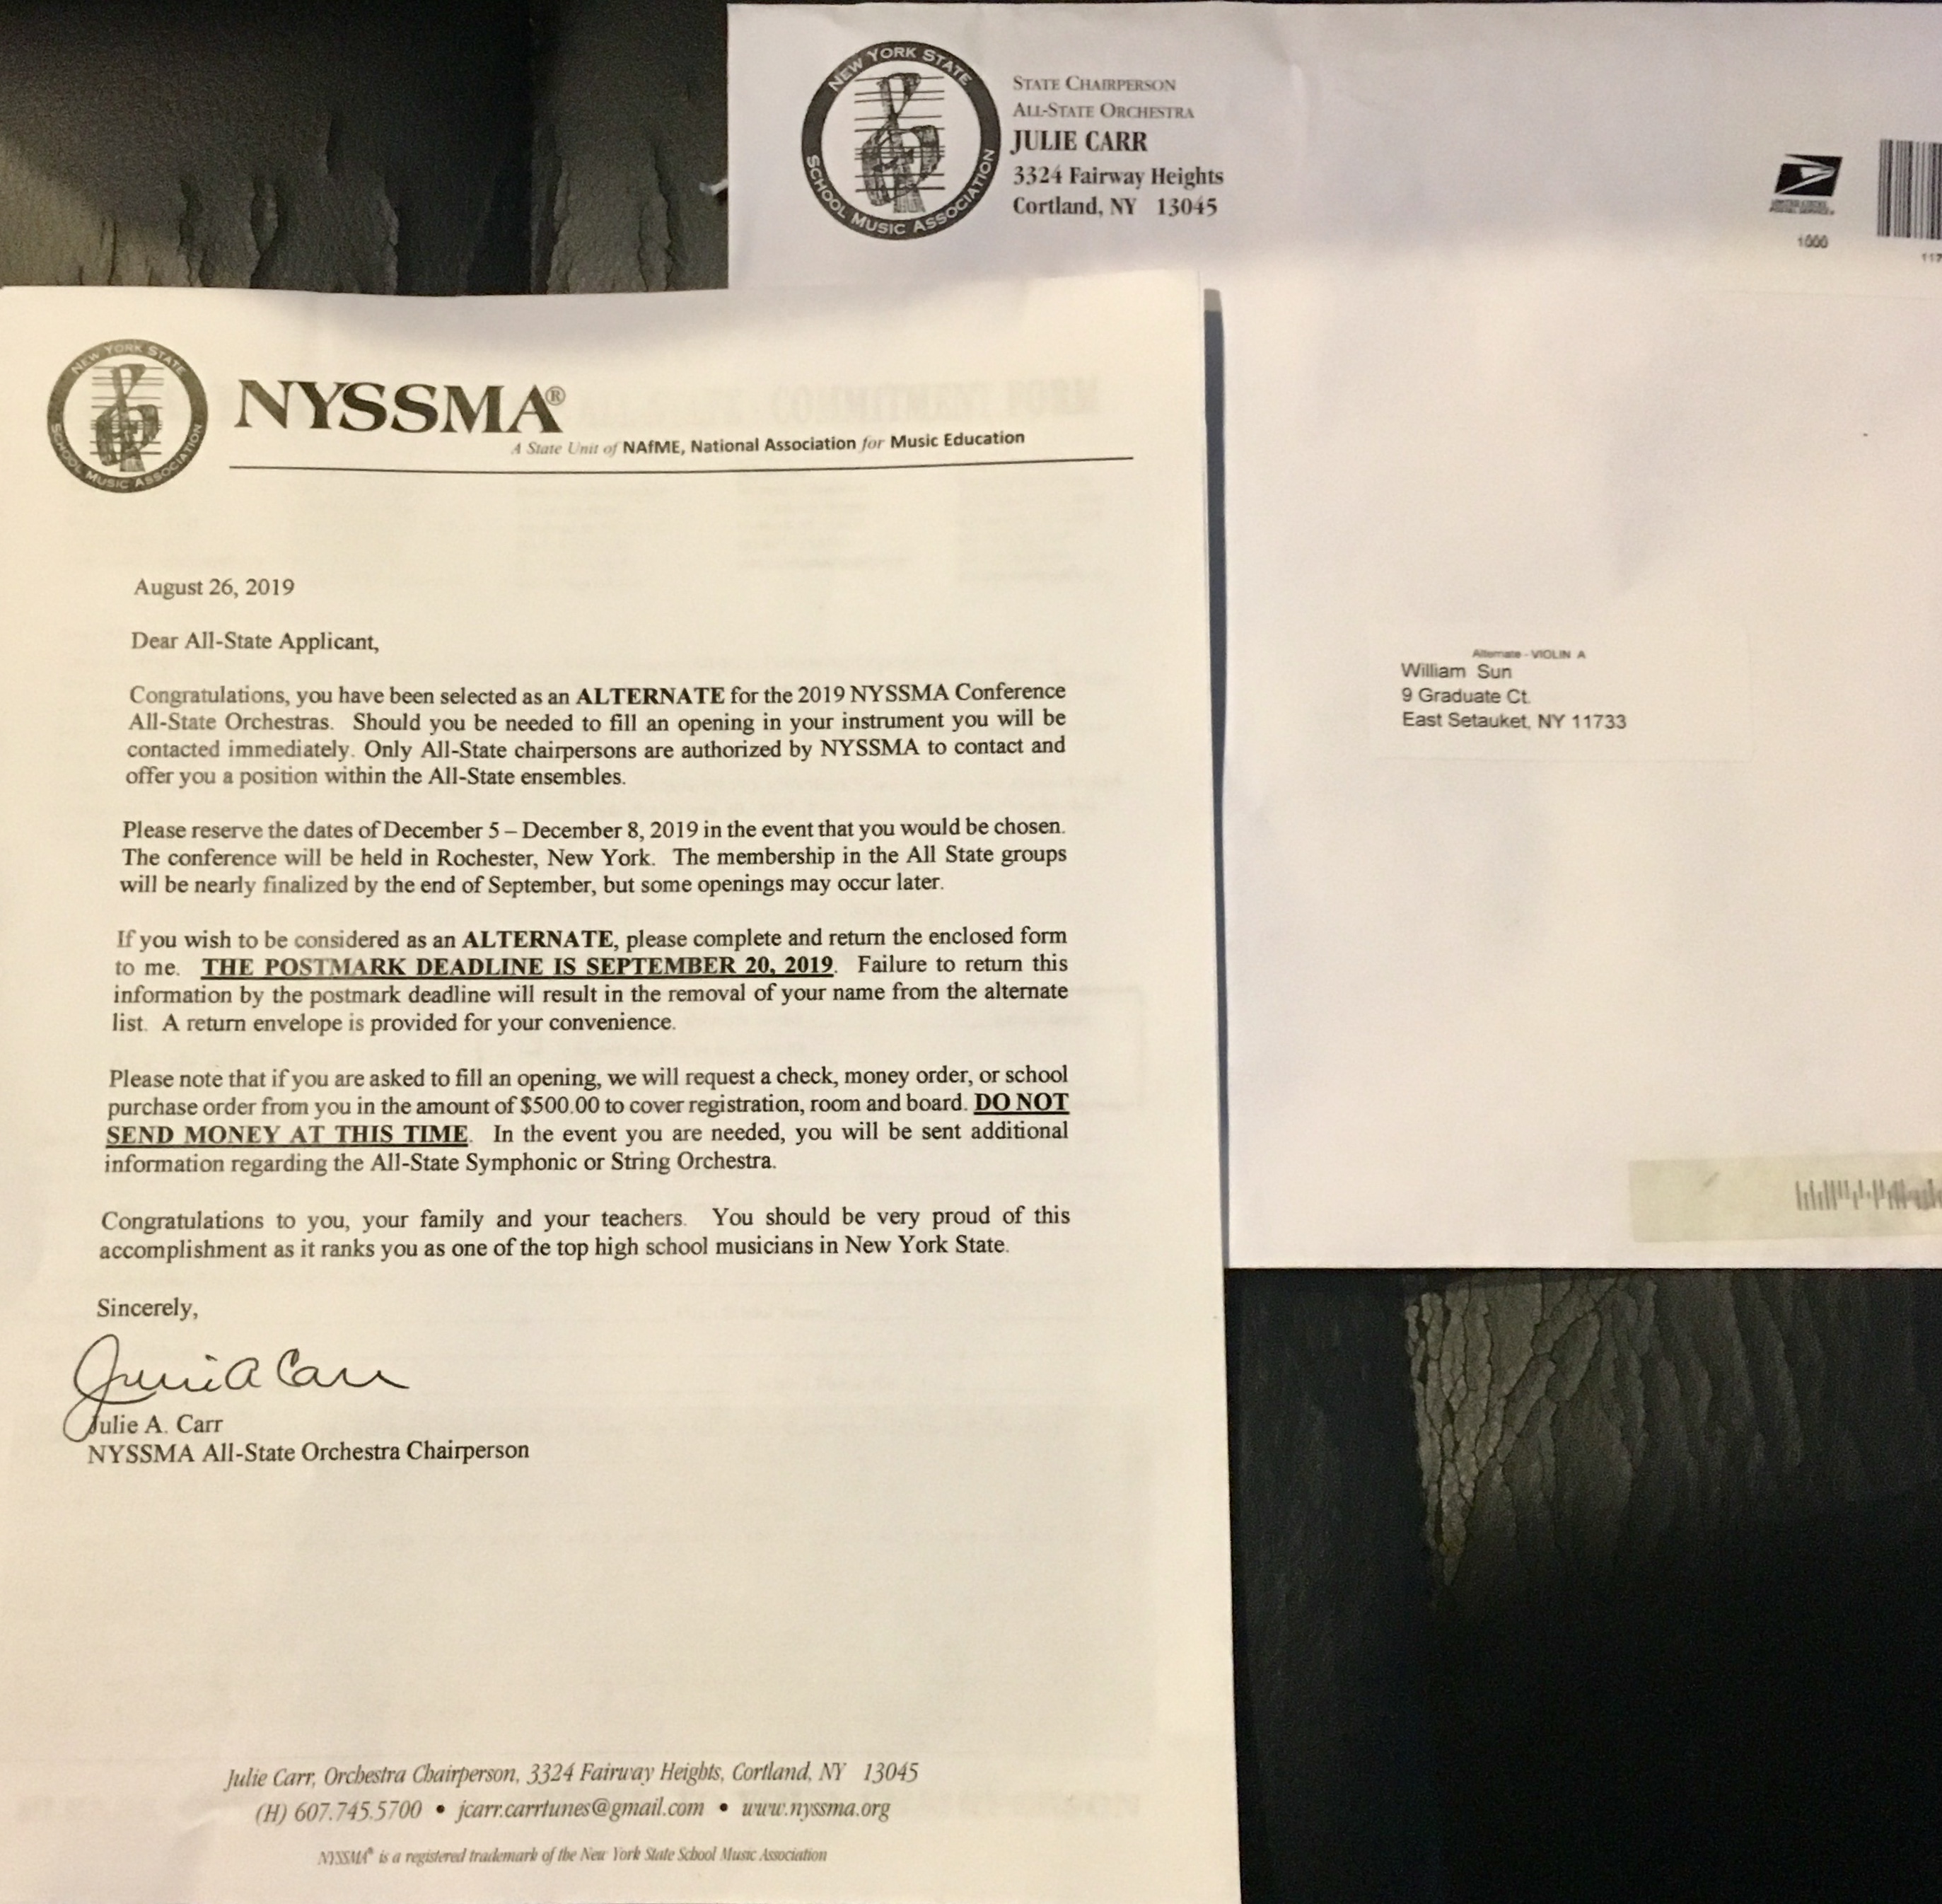 NEW YORK STATE
SCHOOL MUSIC ASSOCIATION
STATE CHAIRPERSON
ALL-STATE ORCHESTRA
JULIE CARR
3324 Fairway Heights
Cortland, NY 13045
UNITED STATES
POSTAL SERVICE
1000
117
NEW YORK STATE
SCHOOL MUSIC ASSOCIATION
NYSSMA®
A State Unit of NAfME, National Association for Music Education
August 26, 2019
Dear All-State Applicant,
Congratulations, you have been selected as an ALTERNATE for the 2019 NYSSMA Conference
All-State Orchestras. Should you be needed to fill an opening in your instrument you will be
contacted immediately. Only All-State chairpersons are authorized by NYSSMA to contact and
offer you a position within the All-State ensembles.
Please reserve the dates of December 5 – December 8, 2019 in the event that you would be chosen.
The conference will be held in Rochester, New York. The membership in the All State groups
will be nearly finalized by the end of September, but some openings may occur later.
If you wish to be considered as an ALTERNATE, please complete and return the enclosed form
to me. THE POSTMARK DEADLINE IS SEPTEMBER 20, 2019. Failure to return this
information by the postmark deadline will result in the removal of your name from the alternate
list. A return envelope is provided for your convenience.
Please note that if you are asked to fill an opening, we will request a check, money order, or school
purchase order from you in the amount of $500.00 to cover registration, room and board. DO NOT
SEND MONEY AT THIS TIME. In the event you are needed, you will be sent additional
information regarding the All-State Symphonic or String Orchestra.
Congratulations to you, your family and your teachers. You should be very proud of this
accomplishment as it ranks you as one of the top high school musicians in New York State.
Sincerely,
Julie A Carr
Julie A. Carr
NYSSMA All-State Orchestra Chairperson
Julie Carr, Orchestra Chairperson, 3324 Fairway Heights, Cortland, NY 13045
(H) 607.745.5700 • jcarr.carrtunes@gmail.com • www.nyssma.org
NYSSMA® is a registered trademark of the New York State School Music Association
Alternate - VIOLIN A
William Sun
9 Graduate Ct.
East Setauket, NY 11733